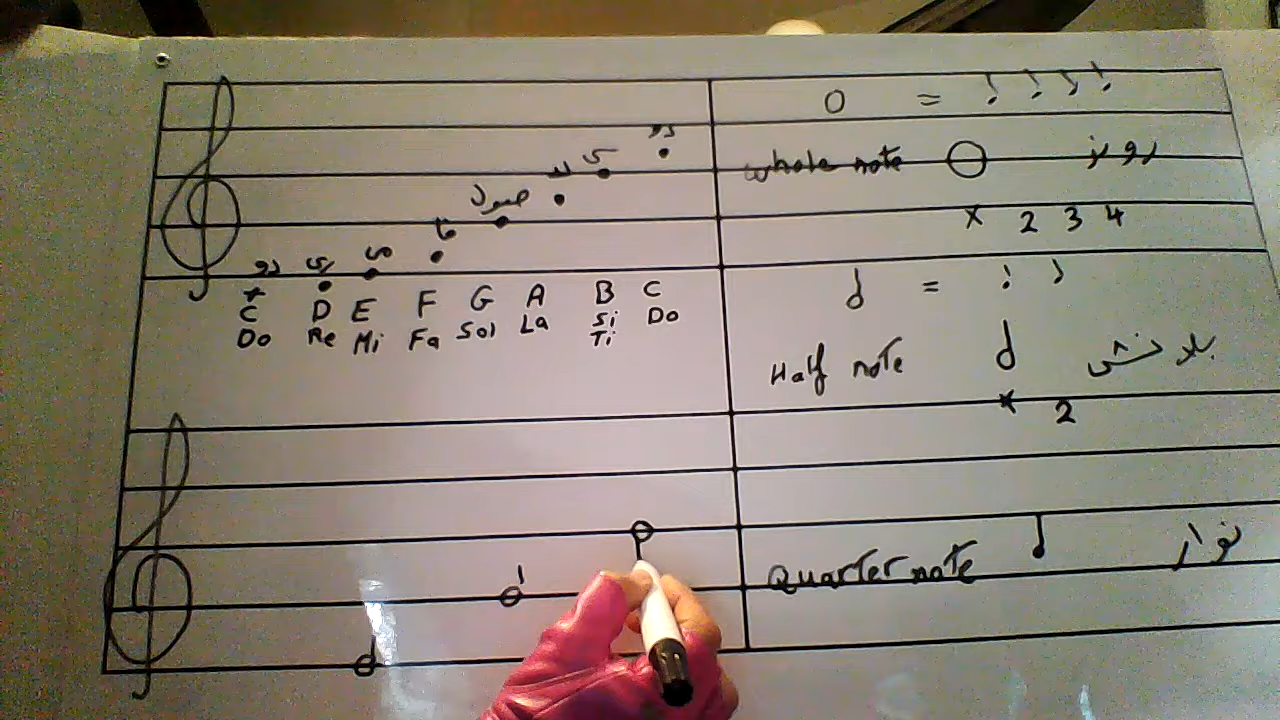 دو ری می فا صول لا سی دو
C D E F G A B C
Do Re Mi Fa Sol La Si Do
Ti
O =
whole note روند
x 2 3 4
=
Half note بلانش
x 2
Quarter note نوار